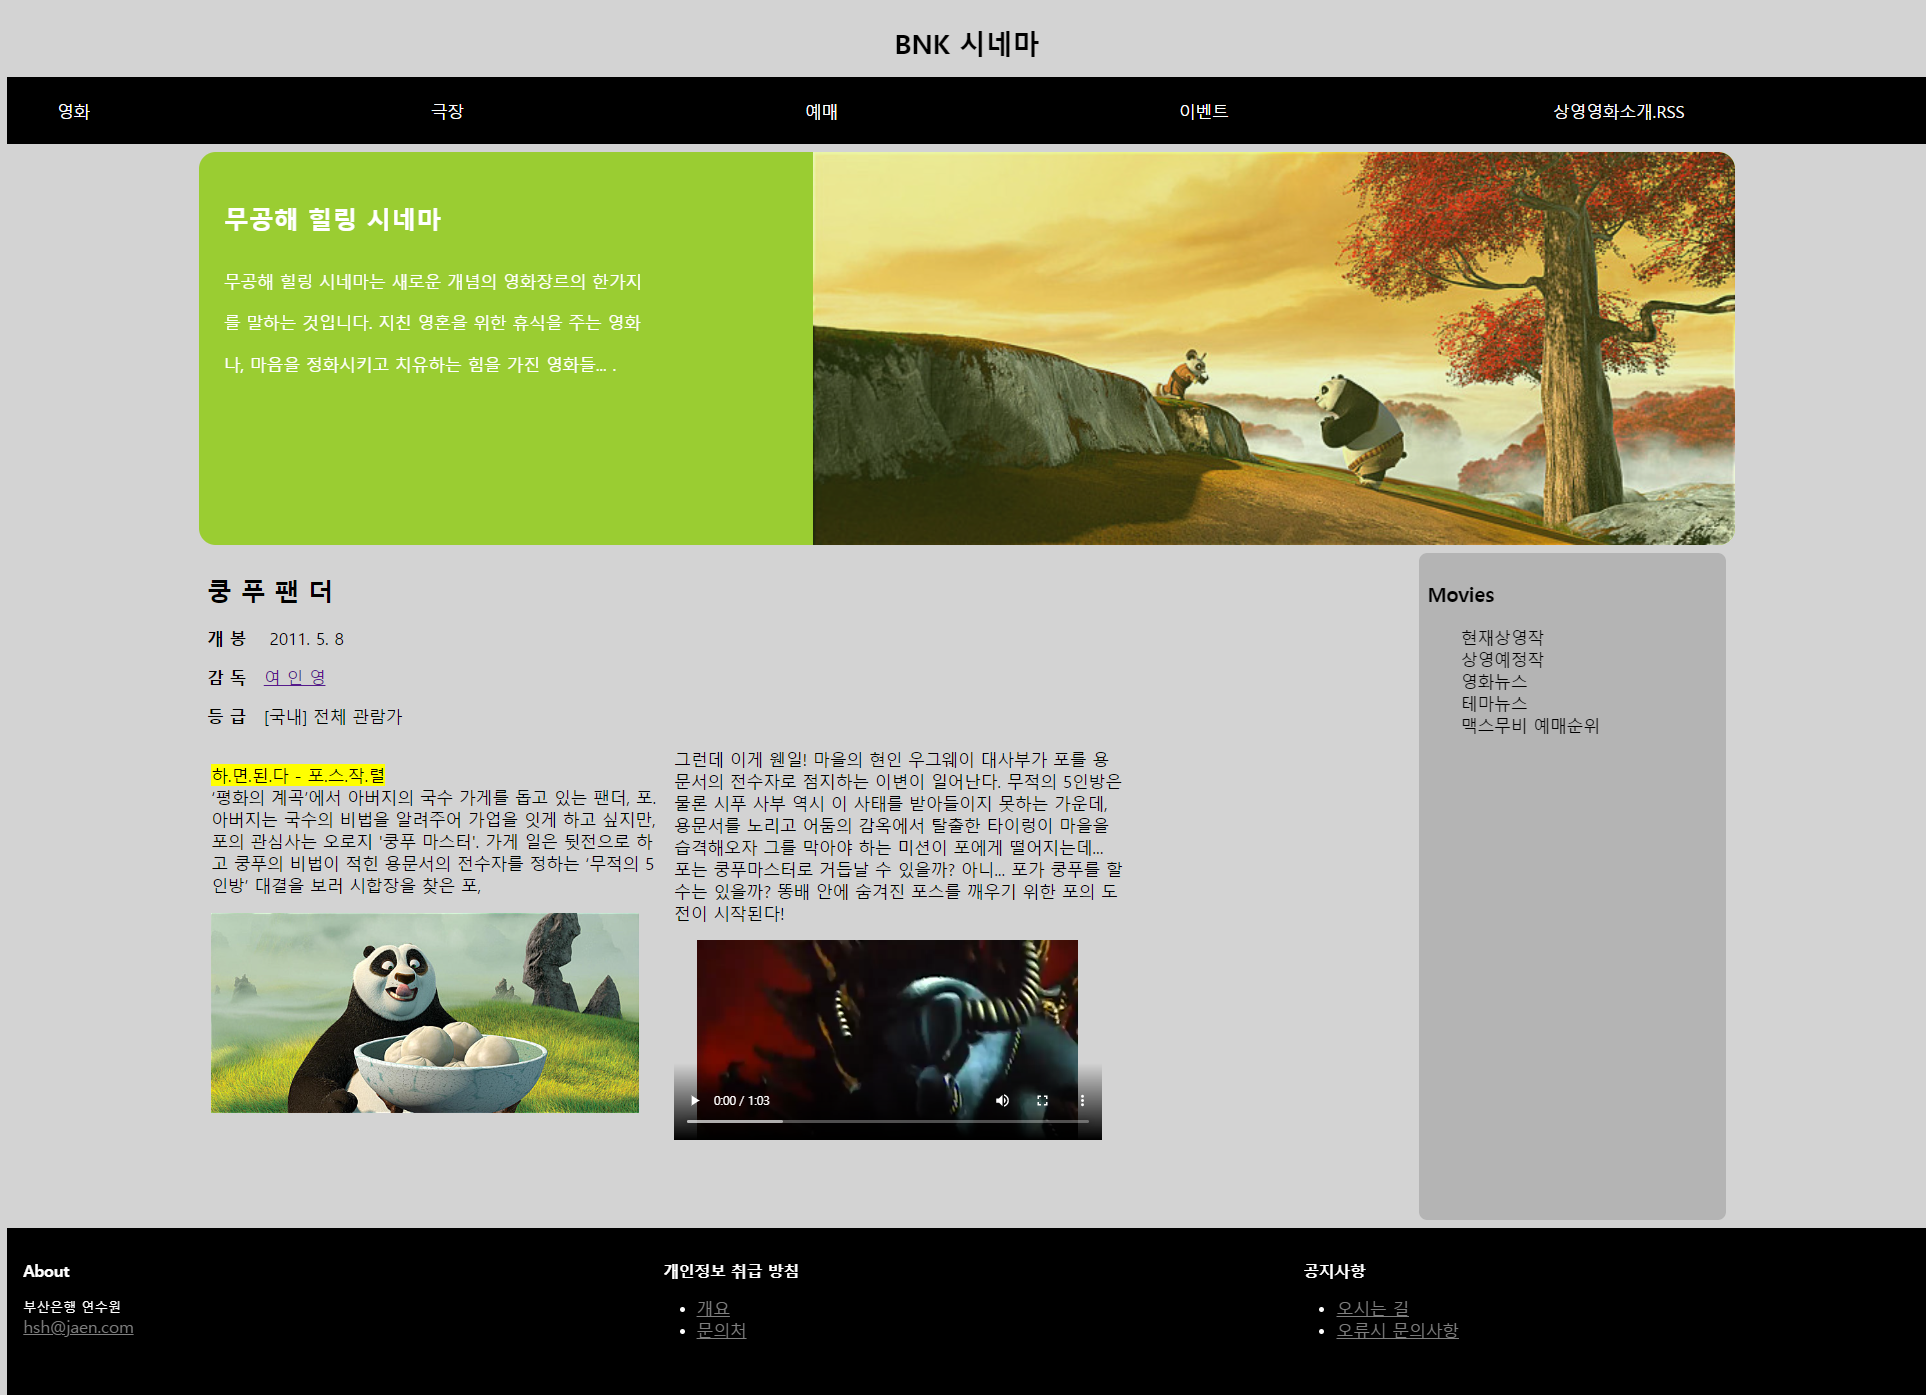 BNK 시네마
영화 극장 예매 이벤트 상영영화소개.RSS
무공해 힐링 시네마
무공해 힐링 시네마는 새로운 개념의 영화장르의 한가지
를 말하는 것입니다. 지친 영혼을 위한 휴식을 주는 영화
나, 마음을 정화시키고 치유하는 힘을 가진 영화들... .
쿵 푸 팬 더
개 봉 2011. 5. 8
감 독 여 인 영
등 급 [국내] 전체 관람가
하.면.된.다 - 포.스.작.렬
‘평화의 계곡’에서 아버지의 국수 가게를 돕고 있는 팬더, 포.
아버지는 국수의 비법을 알려주어 가업을 잇게 하고 싶지만,
포의 관심사는 오로지 '쿵푸 마스터'. 가게 일은 뒷전으로 하
고 쿵푸의 비법이 적힌 용문서의 전수자를 정하는 ‘무적의 5
인방’ 대결을 보러 시합장을 찾은 포,
그런데 이게 웬일! 마을의 현인 우그웨이 대사부가 포를 용
문서의 전수자로 점지하는 이변이 일어난다. 무적의 5인방은
물론 시푸 사부 역시 이 사태를 받아들이지 못하는 가운데,
용문서를 노리고 어둠의 감옥에서 탈출한 타이렁이 마을을
습격해오자 그를 막아야 하는 미션이 포에게 떨어지는데...
포는 쿵푸마스터로 거듭날 수 있을까? 아니... 포가 쿵푸를 할
수는 있을까? 똥배 안에 숨겨진 포스를 깨우기 위한 포의 도
전이 시작된다!
0:00 / 1:03
Movies
현재상영작
상영예정작
영화뉴스
테마뉴스
맥스무비 예매순위
About
부산은행 연수원
hsh@jaen.com
개인정보 취급 방침
개요
문의처
공지사항
오시는 길
오류시 문의사항